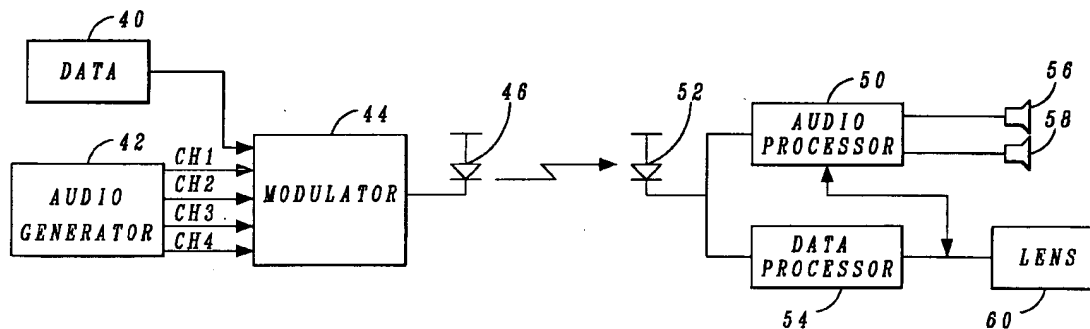 40
DATA
42
AUDIO
GENERATOR
CH1
CH2
CH3
CH4
44
MODULATOR
46
52
50
AUDIO
PROCESSOR
56
58
DATA
PROCESSOR
54
LENS
60